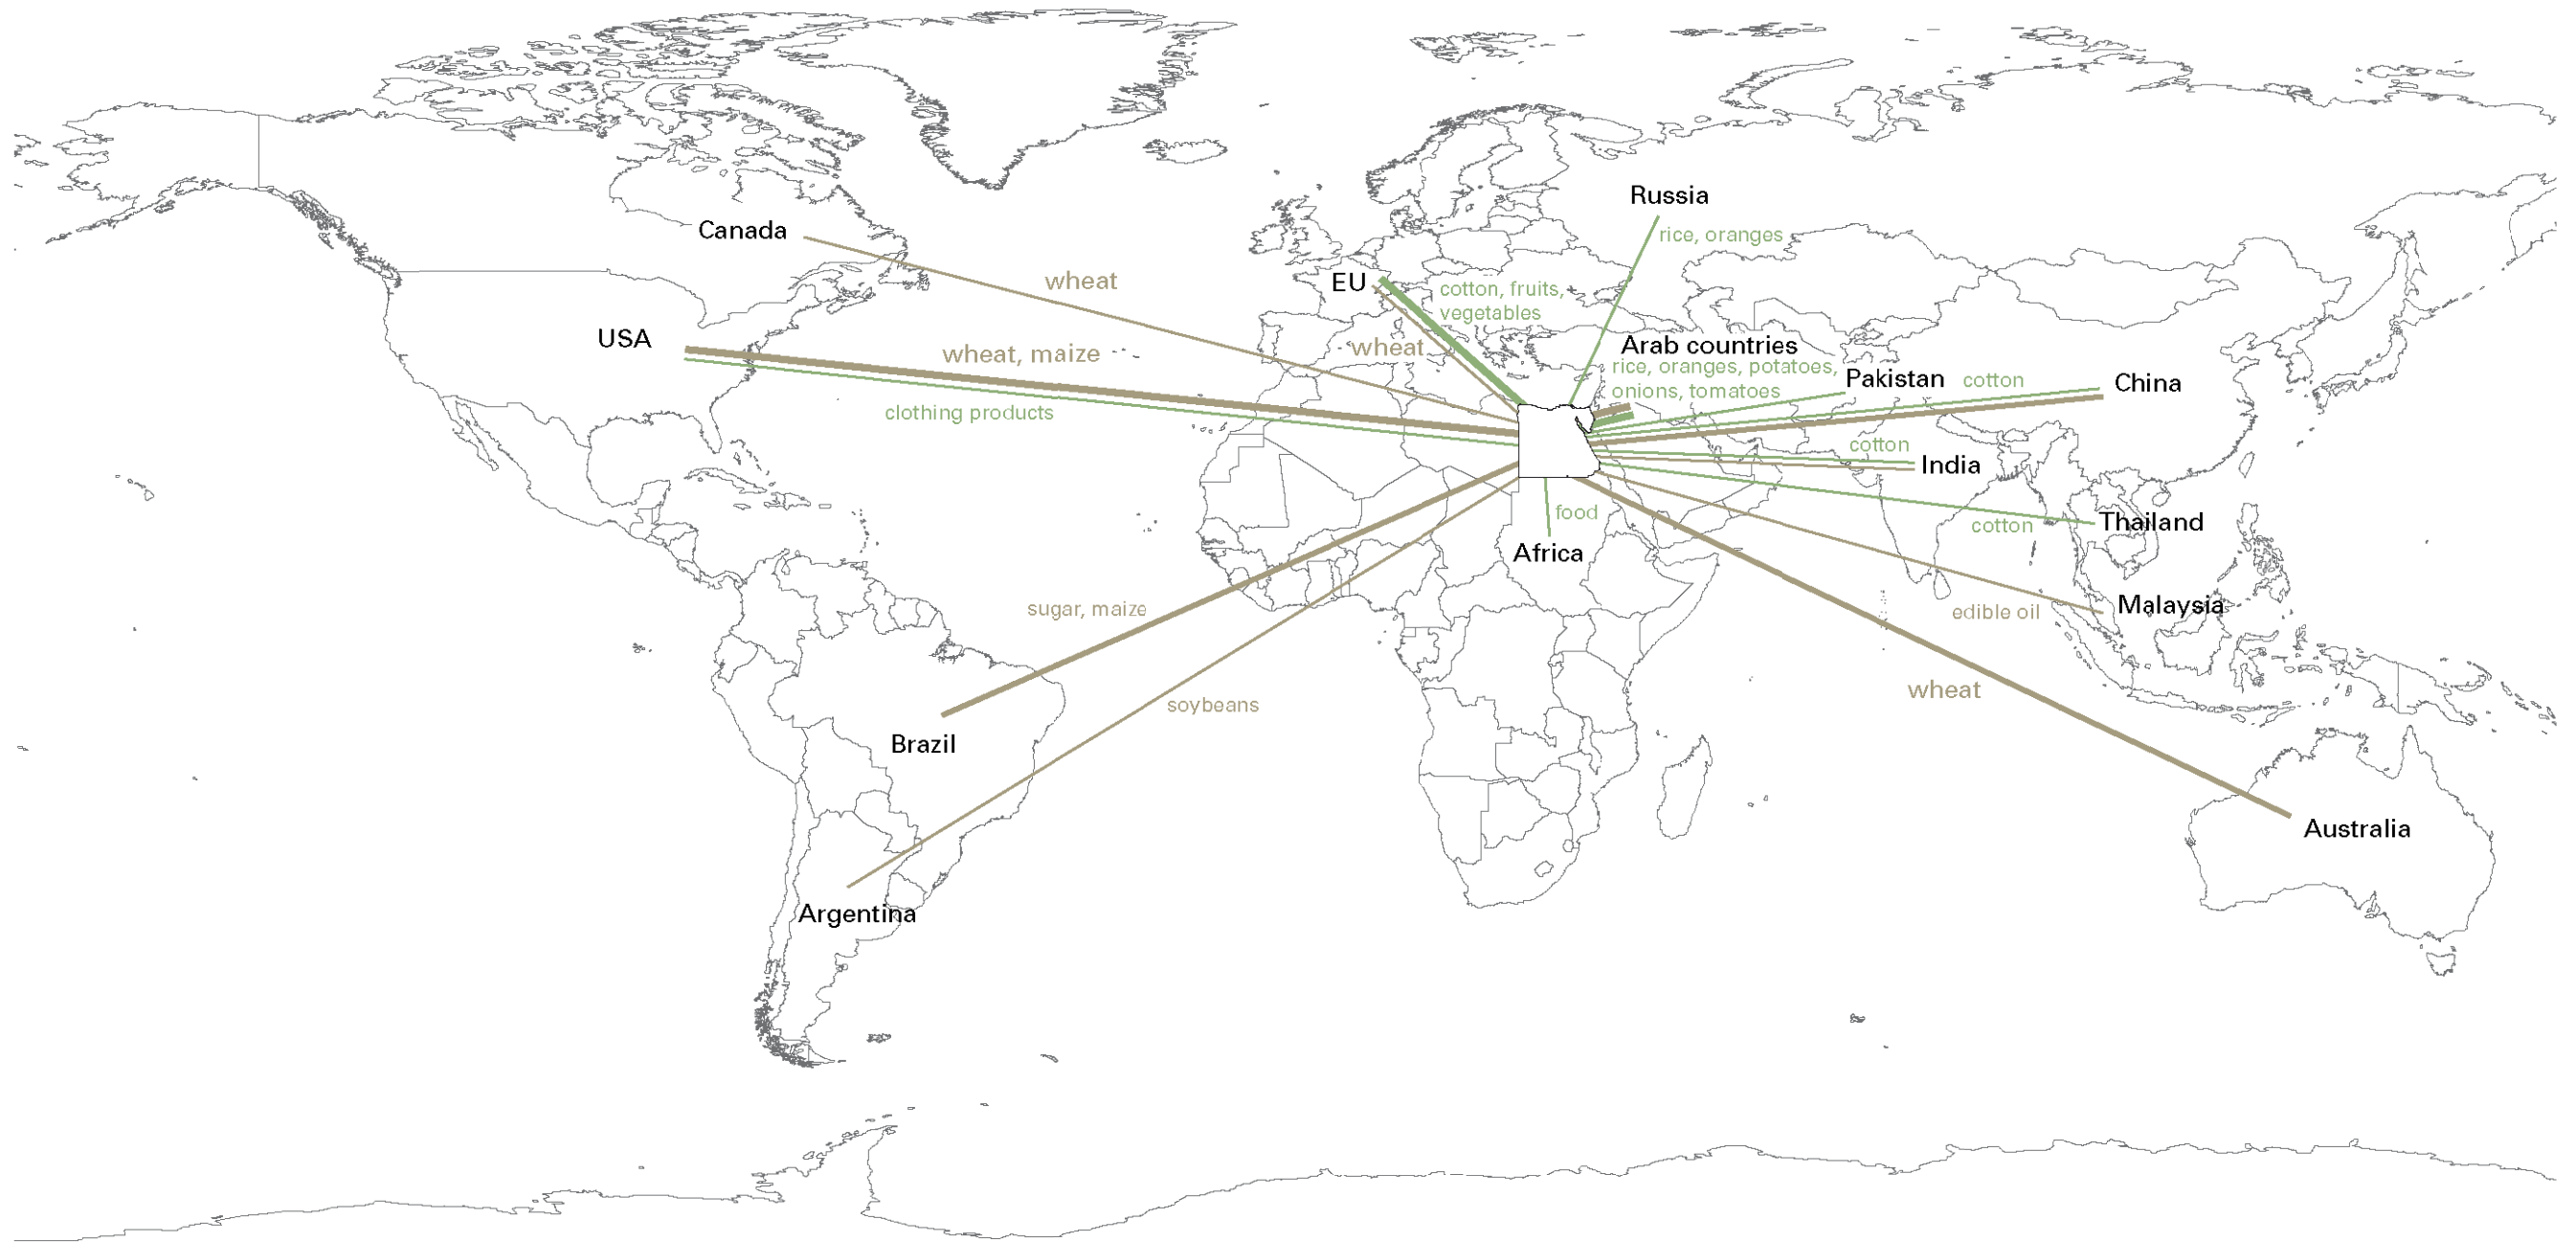 Russia
rice, oranges
Canada
wheat
EU
cotton, fruits,
vegetables
USA
wheat, maize
wheat
Arab countries
rice, oranges, potatoes,
onions, tomatoes
Pakistan
cotton
China
clothing products
cotton
India
food
cotton
Thailand
Africa
sugar, maize
edible oil
Malaysia
wheat
soybeans
Brazil
Australia
Argentina